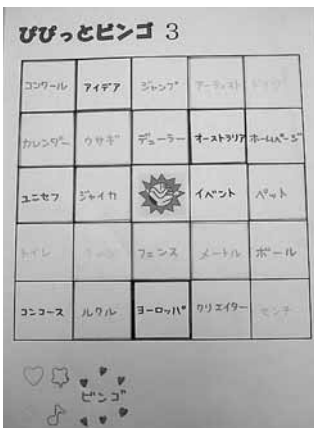 ぴぴっとビンゴ 3
コンクール アイデア ジャンプ アーティスト
カレンダー ウサギ デューラー オーストラリア ホームページ
ユニセフ ジャイカ イベント ペット
トイレ フェンス メートル ボール
コンコース ルクル ヨーロッパ クリエイター センチ
ビンゴ